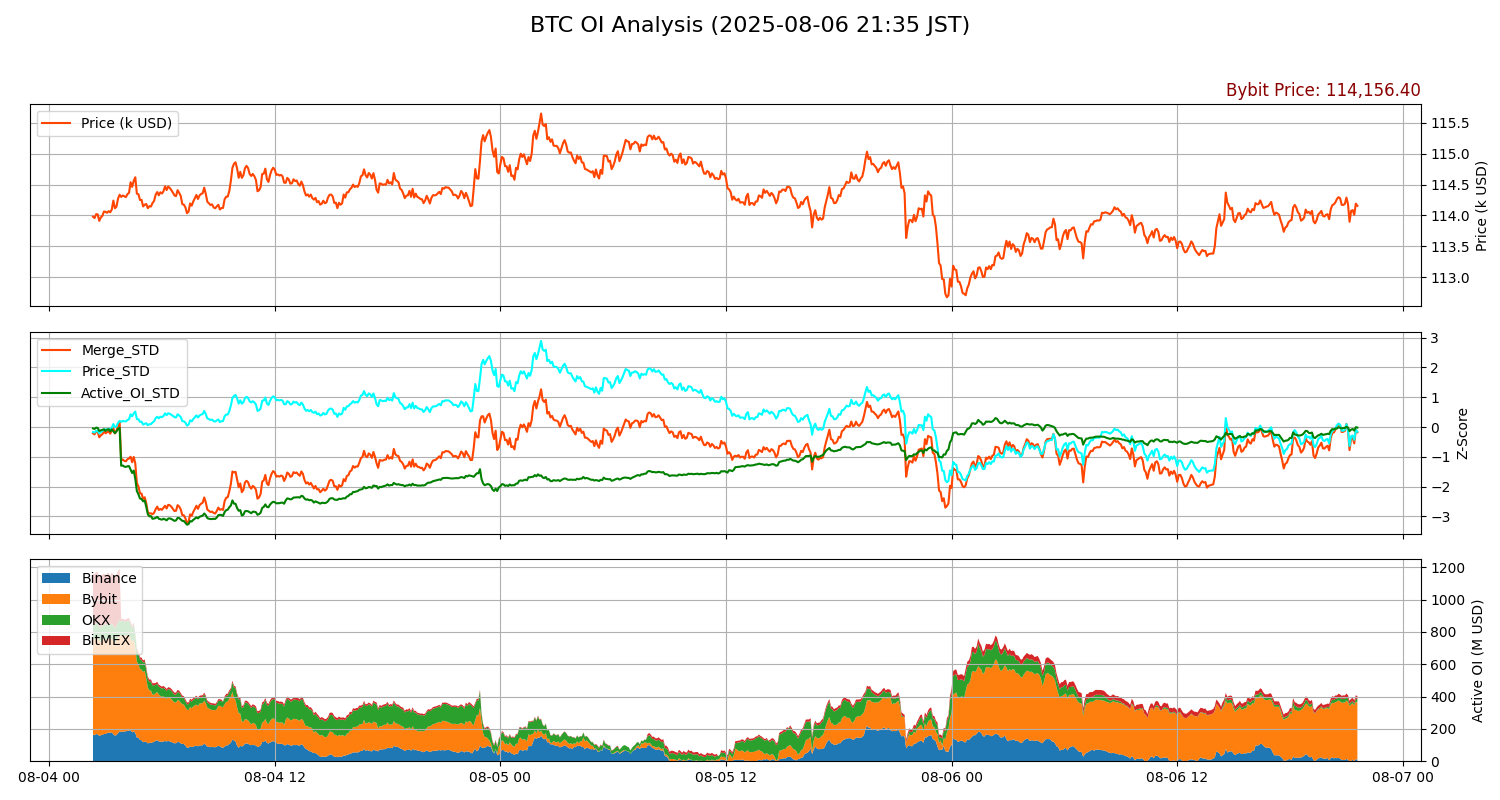 BTC OI Analysis (2025-08-06 21:35 JST)
Bybit Price: 114,156.40
Price (k USD)
115.5
115.0
114.5
114.0
113.5
113.0
Price (k USD)
Merge_STD
Price_STD
Active_OI_STD
3
2
1
0
−1
−2
−3
Z-Score
Binance
Bybit
OKX
BitMEX
1200
1000
800
600
400
200
0
Active OI (M USD)
08-04 00
08-04 12
08-05 00
08-05 12
08-06 00
08-06 12
08-07 00